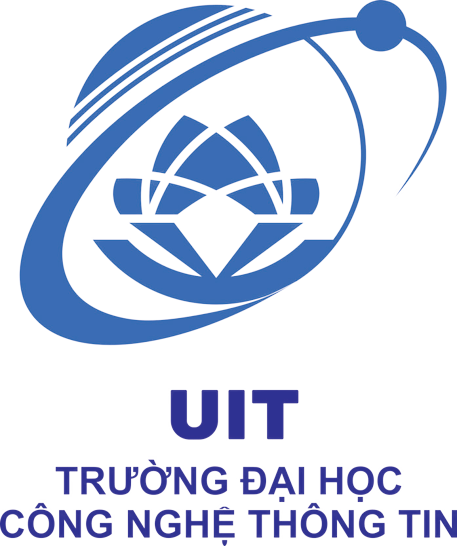 UIT
TRƯỜNG ĐẠI HỌC
CÔNG NGHỆ THÔNG TIN